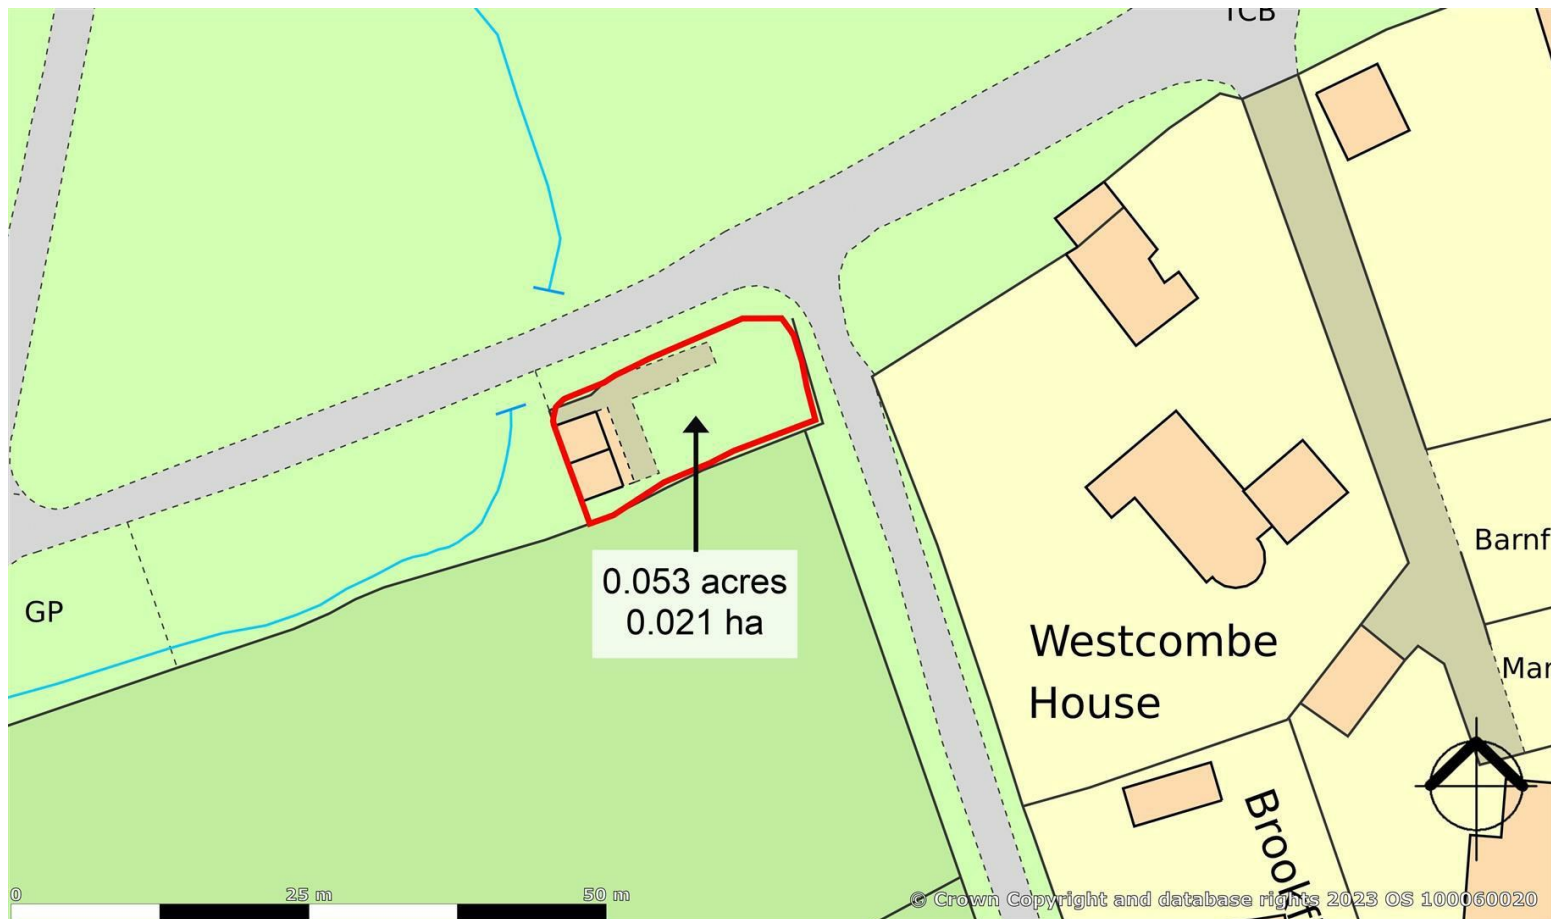 TCB
Barnf
0.053 acres
0.021 ha
GP
Westcombe
House
Mar
Brookf
0 25 m 50 m
© Crown Copyright and database rights 2023 OS 100060020